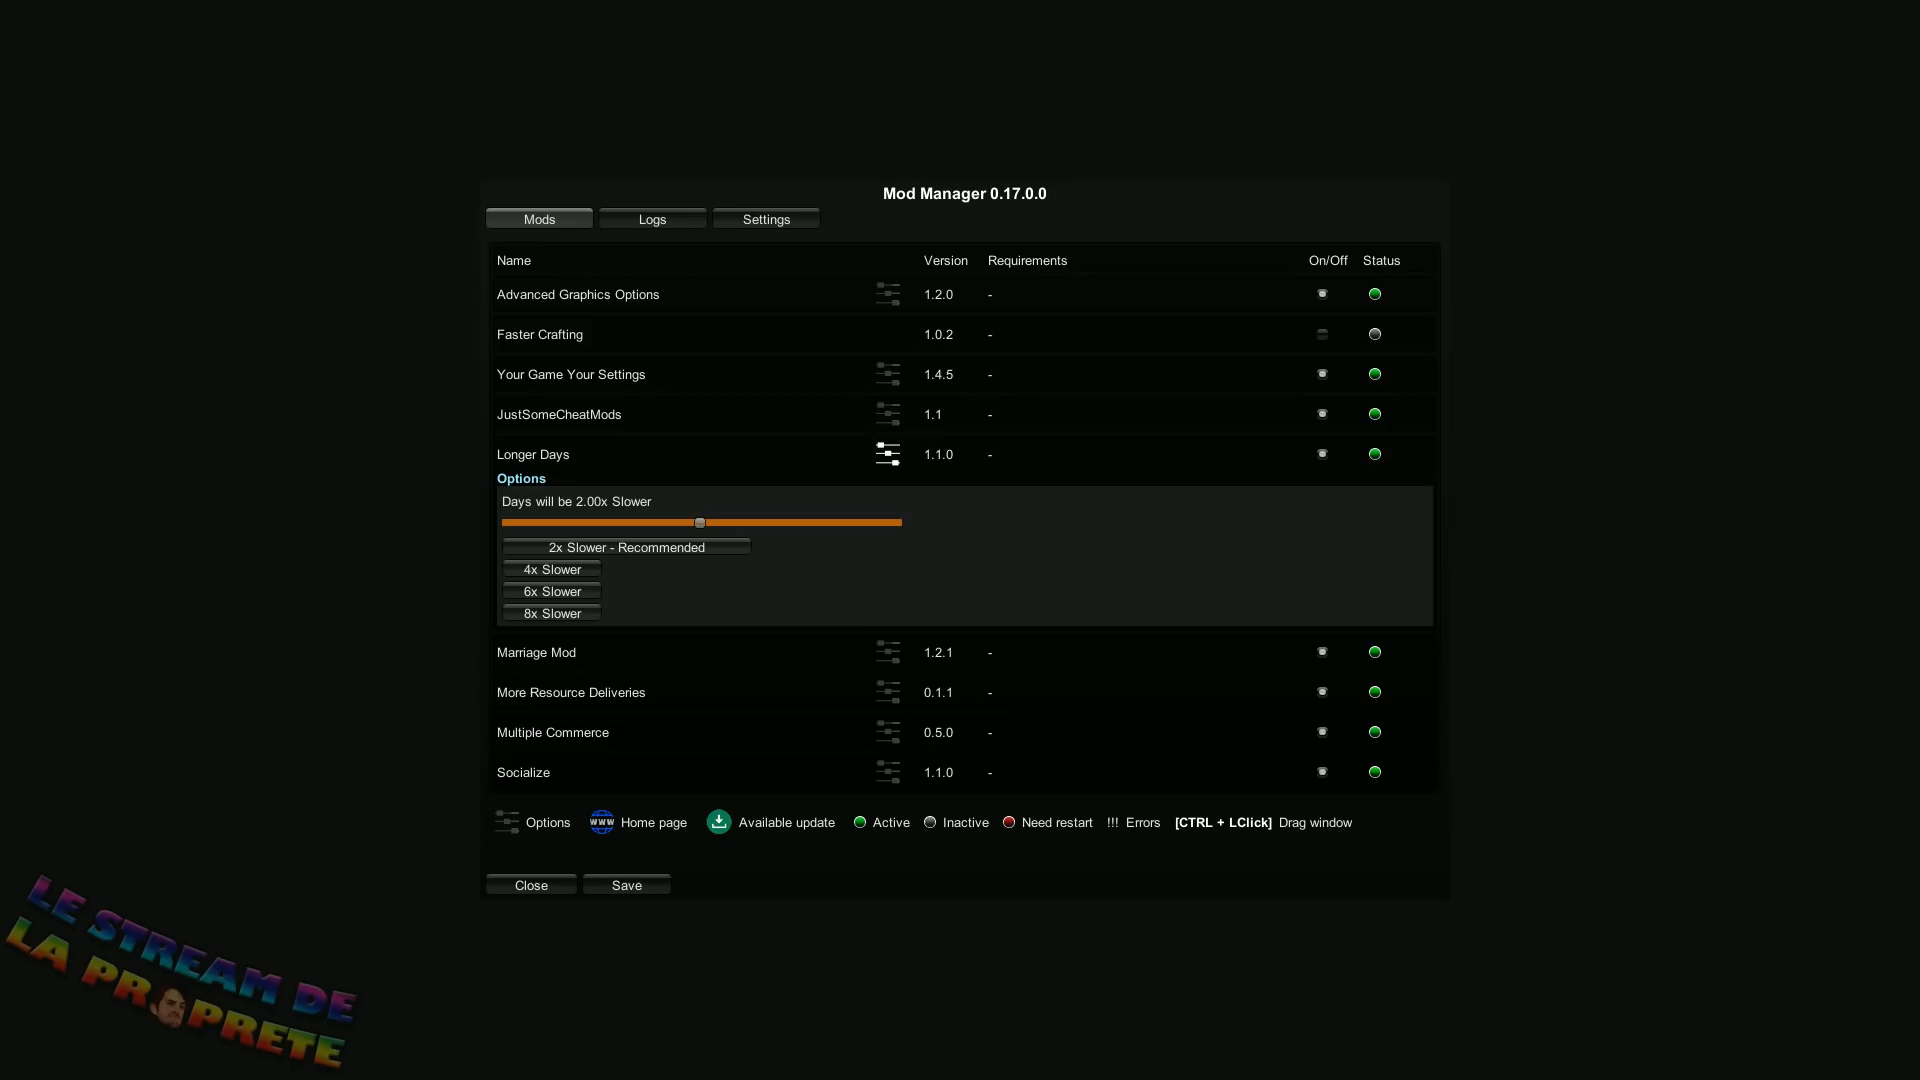 Mod Manager 0.17.0.0
Mods Logs Settings
Name Version Requirements On/Off Status
Advanced Graphics Options 1.2.0 -
Faster Crafting 1.0.2 -
Your Game Your Settings 1.4.5 -
JustSomeCheatMods 1.1 -
Longer Days 1.1.0 -
Options
Days will be 2.00x Slower
2x Slower - Recommended
4x Slower
6x Slower
8x Slower
Marriage Mod 1.2.1 -
More Resource Deliveries 0.1.1 -
Multiple Commerce 0.5.0 -
Socialize 1.1.0 -
Options www Home page Available update Active Inactive Need restart !!! Errors [CTRL + LClick] Drag window
Close Save
LE STREAM DE
LA PROPRETE